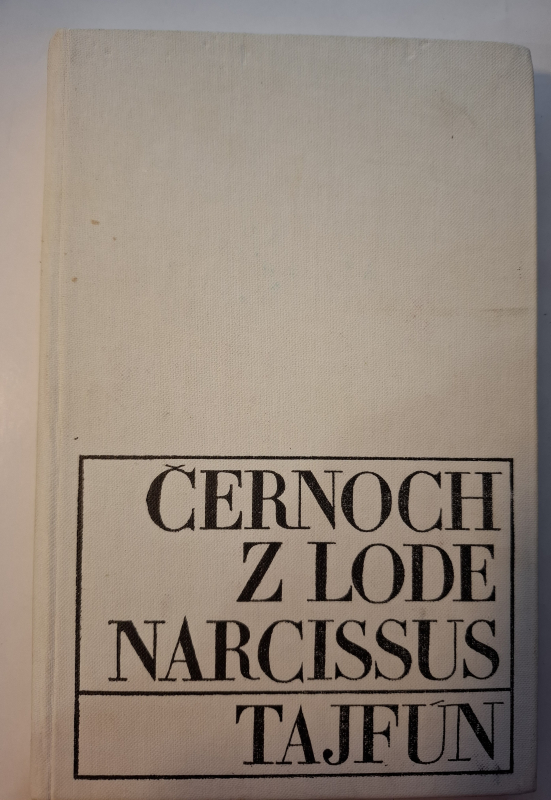 ČERNOCH
Z LODE
NARCISSUS
TAJFÚN